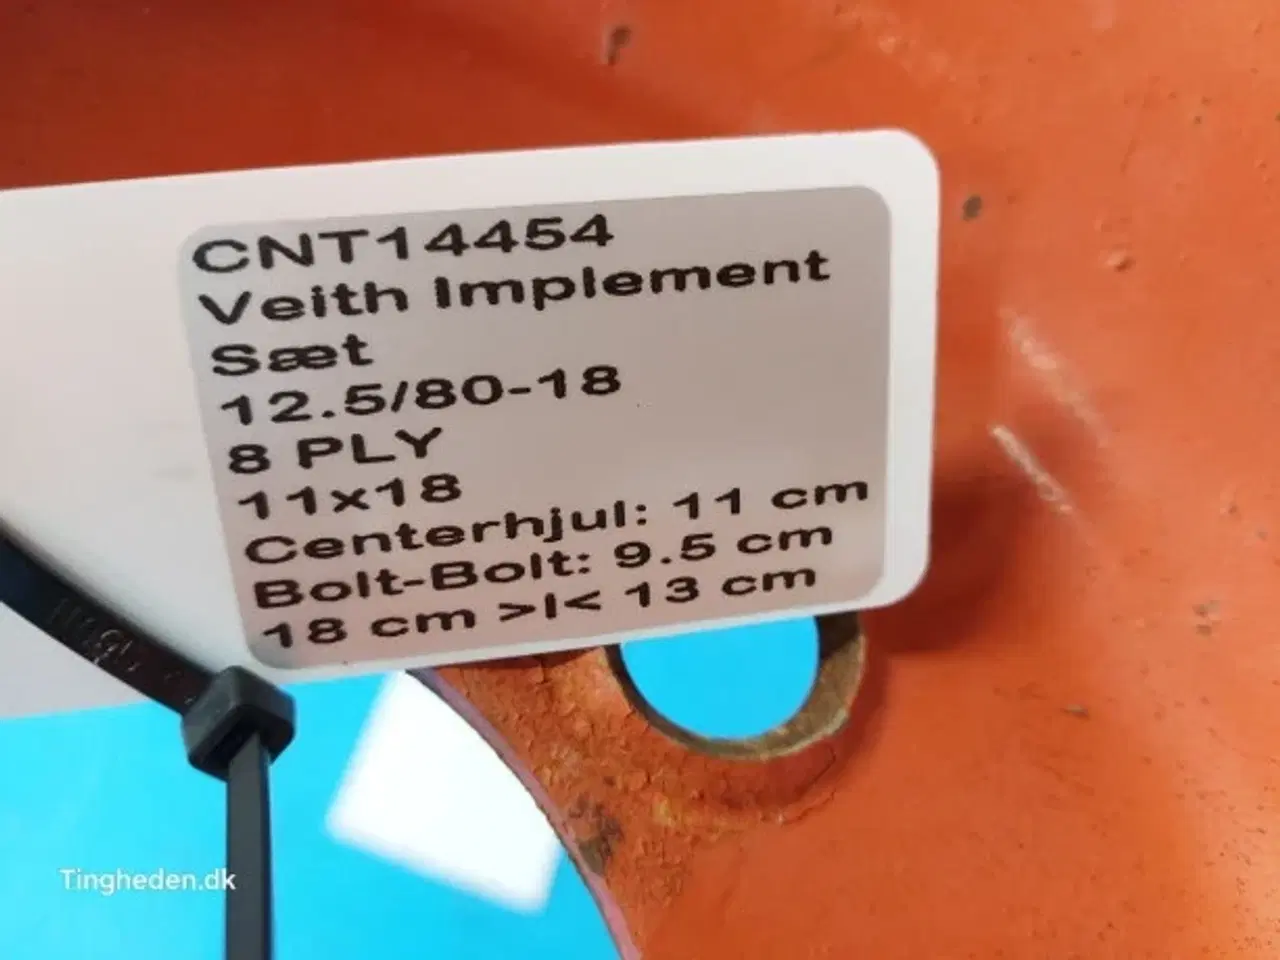 CNT14454
Veith Implement
Sæt
12.5/80-18
8 PLY
11x18
Centerhjul: 11 cm
Bolt-Bolt: 9.5 cm
18 cm >I< 13 cm
Tingheden.dk